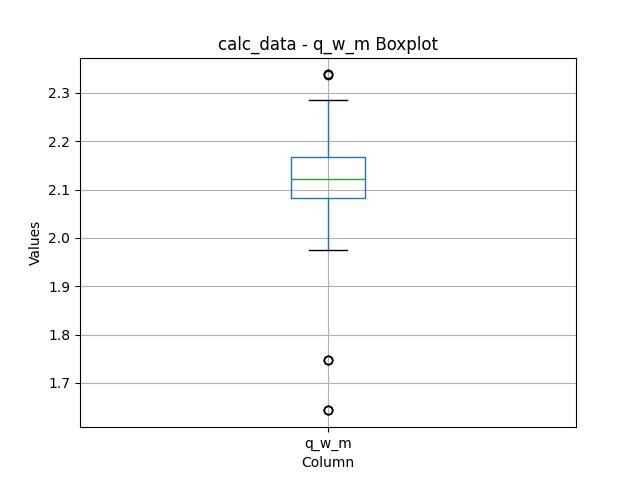 calc_data - q_w_m Boxplot
2.3
2.2
2.1
2.0
1.9
1.8
1.7
Values
q_w_m
Column